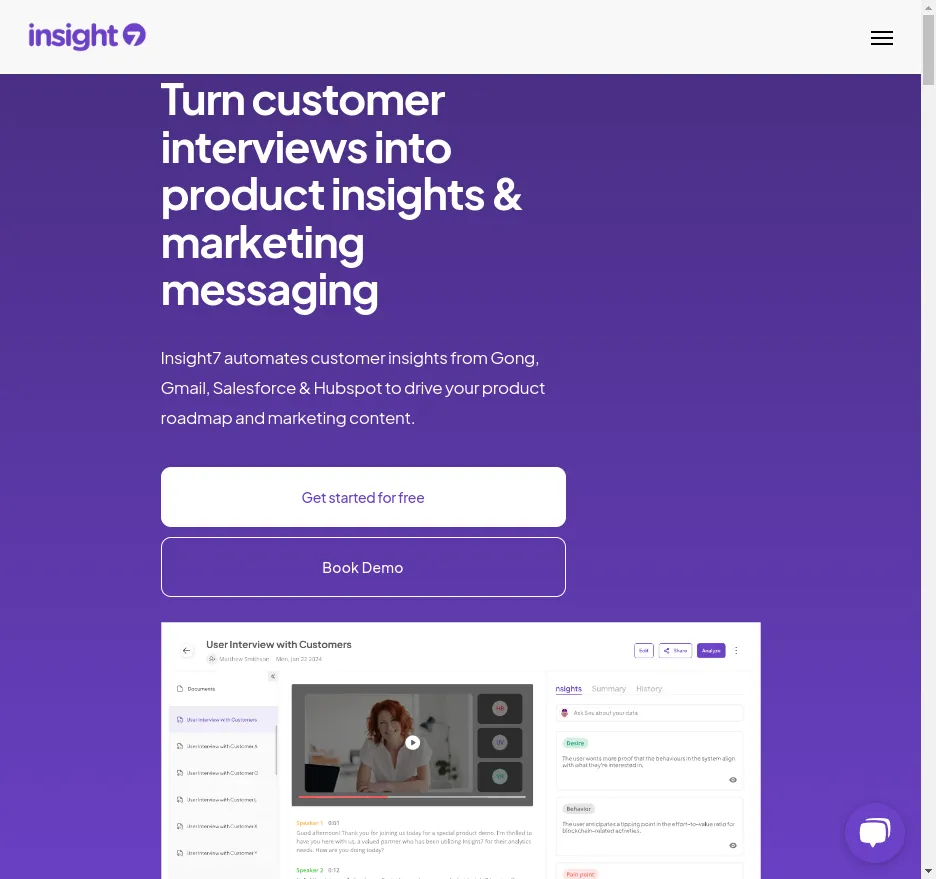 insight7
Turn customer
interviews into
product insights &
marketing
messaging
Insight7 automates customer insights from Gong,
Gmail, Salesforce & Hubspot to drive your product
roadmap and marketing content.
Get started for free
Book Demo
User Interview with Customers
Matthew Smithson Mon, Jan 23 2024
Edit
Share
Analyze
Documents
User Interview with Customers
User Interview with Customer A
User Interview with Customer O
User Interview with Customer L
User Interview with Customer X
User Interview with Customer Y
Speaker 1 0:01
Good afternoon! Thank you for joining us today for a special product demo. I'm thrilled to
have you here with us, a valued partner who has been utilizing Insight7 for their analytics
needs. How are you doing today?
Speaker 2 0:12
nsights Summary History
Ask Sev about your data
Desire
The user wants more proof that the behaviours in the system align
with what they're interested in.
Behavior
The user anticipates a tipping point in the effort-to-value ratio for
blockchain-related activities.
Pain point